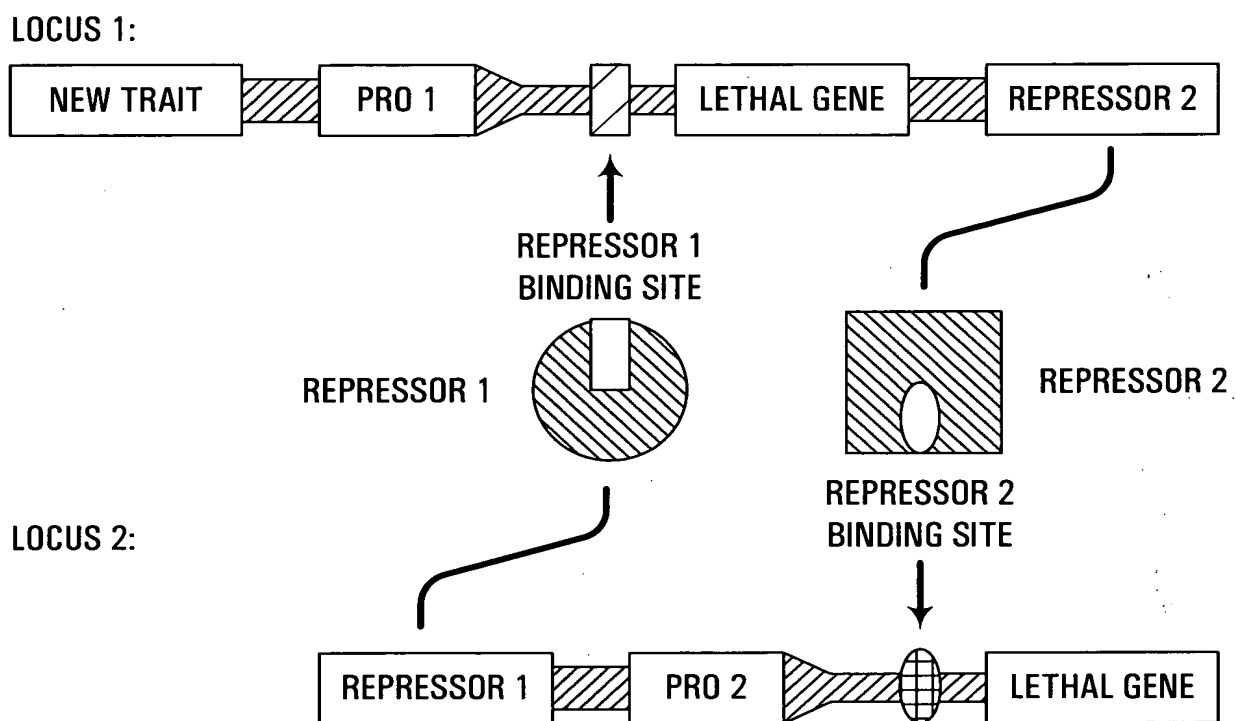 LOCUS 1:
NEW TRAIT PRO 1 LETHAL GENE REPRESSOR 2
REPRESSOR 1
BINDING SITE
REPRESSOR 1
REPRESSOR 2
REPRESSOR 2
BINDING SITE
LOCUS 2:
REPRESSOR 1 PRO 2 LETHAL GENE